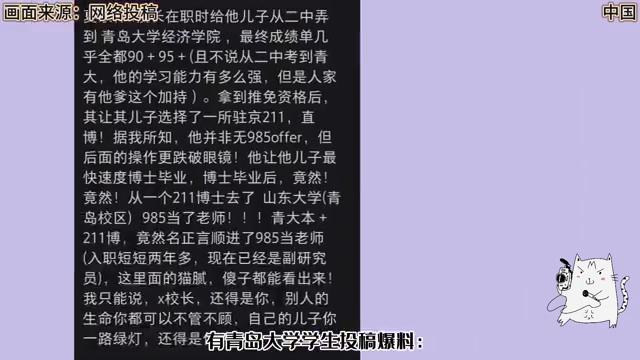 画面来源：网络投稿
中国
长在职时给他儿子从二中弄
到 青岛大学经济学院 ，最终成绩单几
乎全都90 + 95 + (且不说从二中考到青
大，他的学习能力有多么强，但是人家
有他爹这个加持 ) 。拿到推免资格后，
其让其儿子选择了一所驻京211，直
博！据我所知，他并非无985offer，但
后面的操作更跌破眼镜！他让他儿子最
快速度博士毕业，博士毕业后，竟然！
竟然！从一个211博士去了 山东大学(青
岛校区) 985当了老师！！！青大本 +
211博，竟然名正言顺进了985当老师
(入职短短两年多，现在已经是副研究
员)，这里面的猫腻，傻子都能看出来！
我只能说，x校长，还得是你，别人的
生命你都可以不管不顾，自己的儿子你
一路绿灯，还得是
有青岛大学学生投稿爆料：